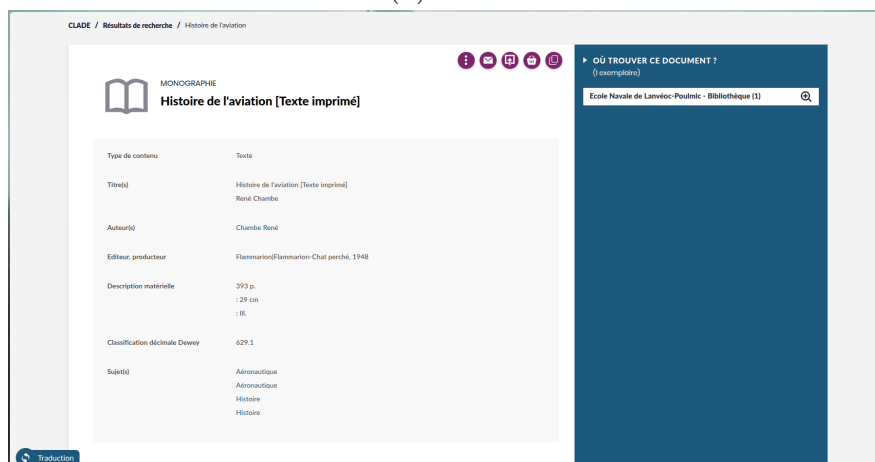 CLADE / Résultats de recherche / Histoire de l'aviation
MONOGRAPHIE
Histoire de l'aviation [Texte imprimé]
Type de contenu Texte
Titre(s) Histoire de l'aviation [Texte imprimé]
René Chambe
Auteur(s) Chambe René
Editeur, producteur Flammarion|Flammarion-Chat perché, 1948
Description matérielle 393 p.
: 29 cm
: Ill.
Classification décimale Dewey 629.1
Sujet(s) Aéronautique
Aéronautique
Histoire
Histoire
OÙ TROUVER CE DOCUMENT ?
(1 exemplaire)
Ecole Navale de Lanvéoc-Poulmic - Bibliothèque (1)
Traduction